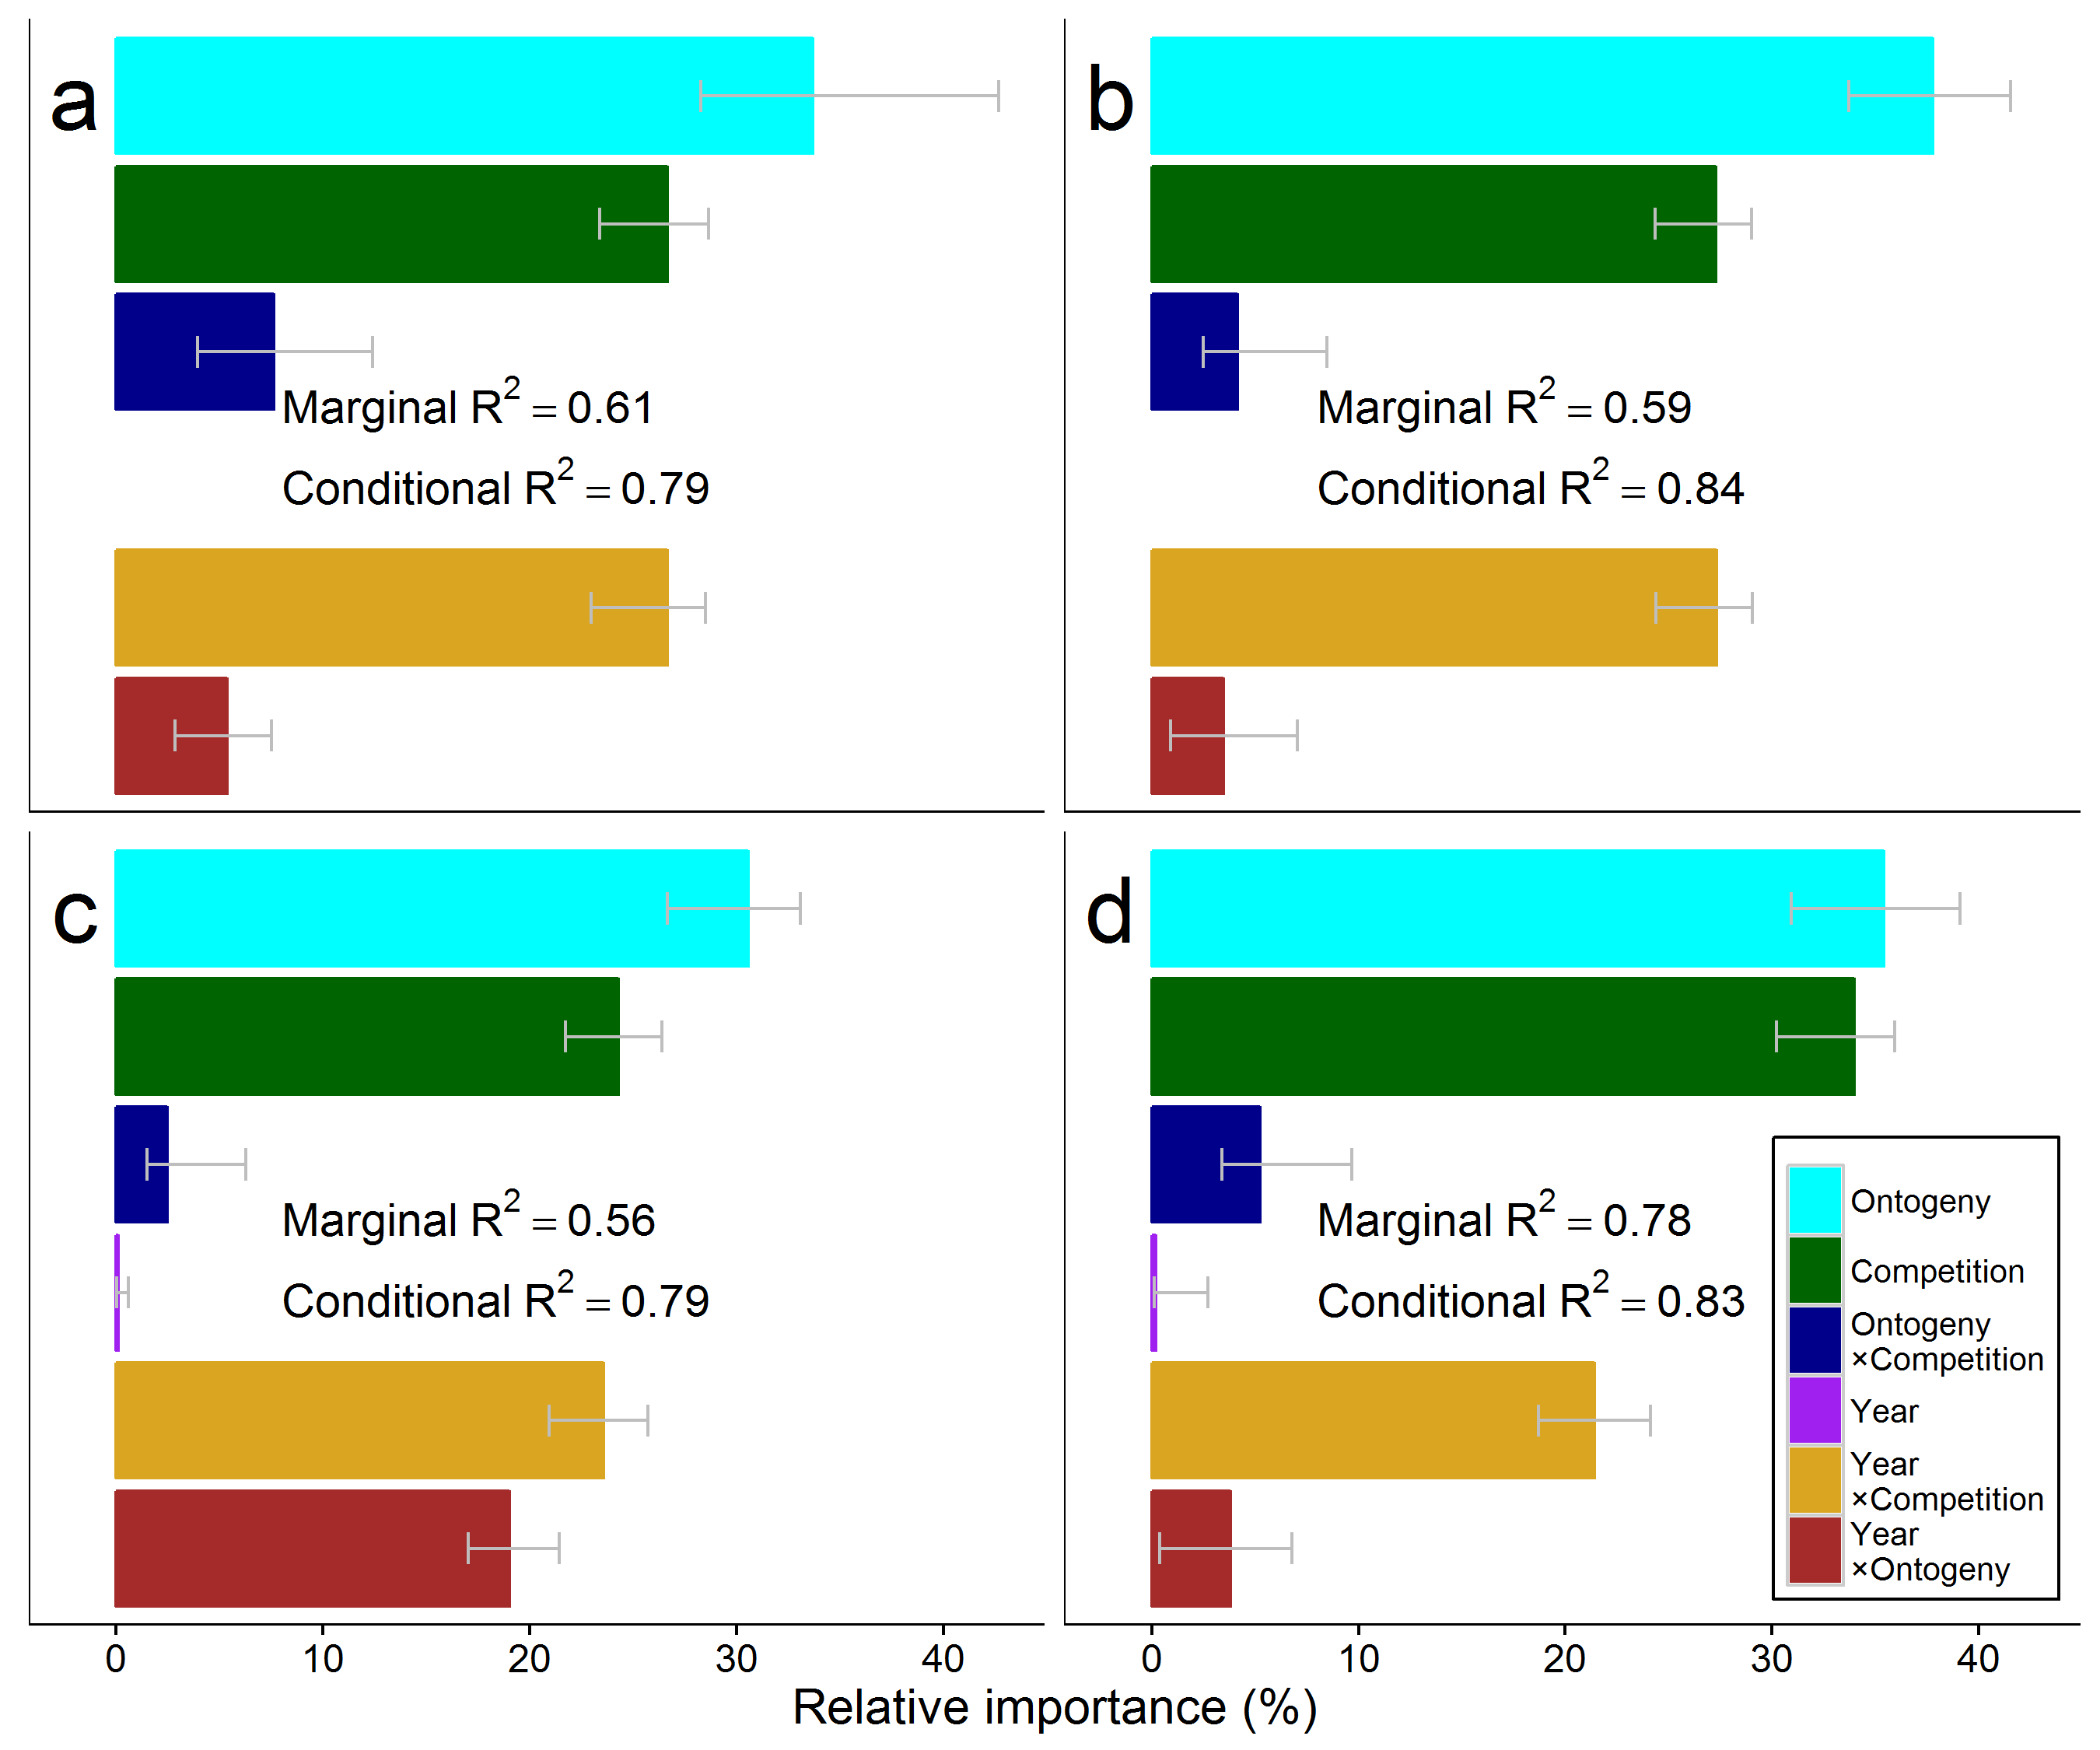 a
Marginal R² = 0.61
Conditional R² = 0.79
b
Marginal R² = 0.59
Conditional R² = 0.84
c
Marginal R² = 0.56
Conditional R² = 0.79
d
Marginal R² = 0.78
Conditional R² = 0.83
Ontogeny
Competition
Ontogeny
×Competition
Year
Year
×Competition
Year
×Ontogeny
0 10 20 30 40
0 10 20 30 40
Relative importance (%)